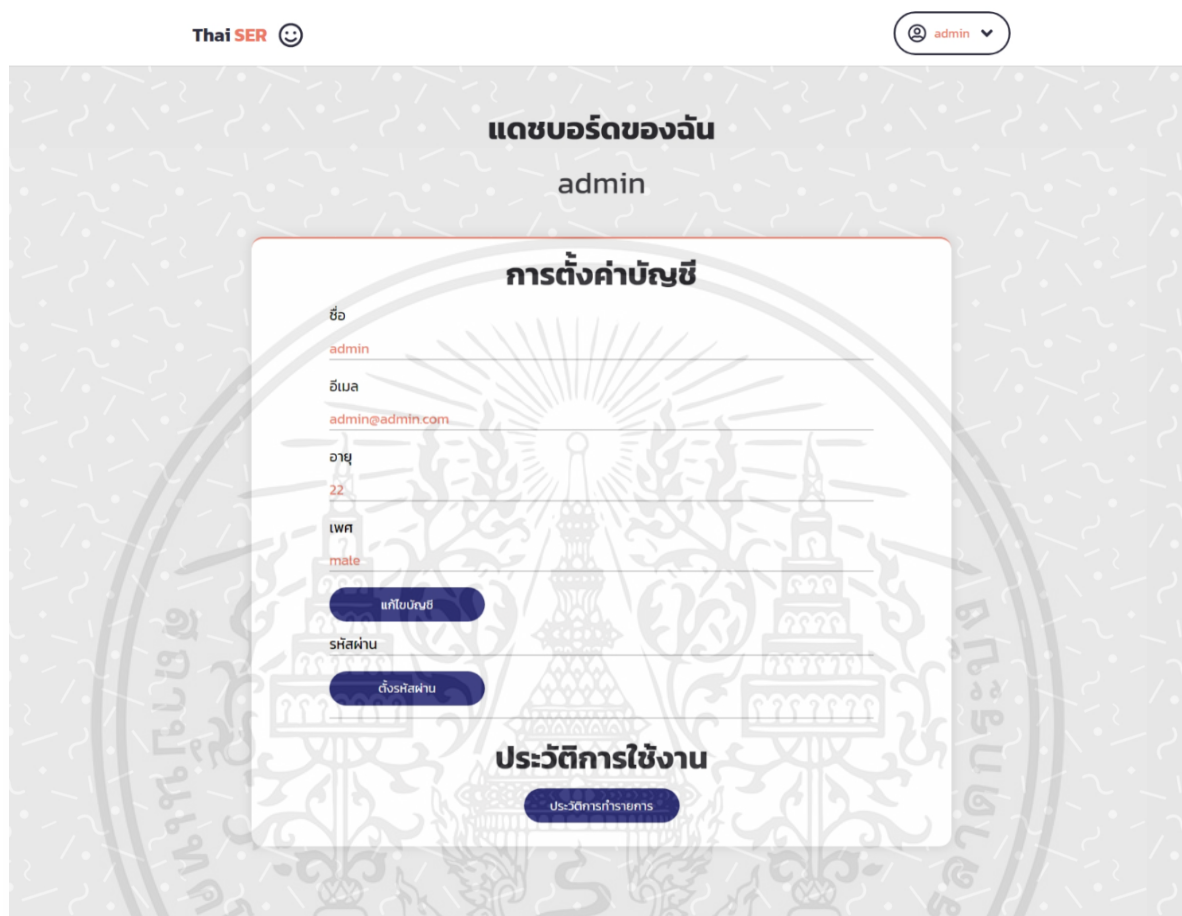 Thai SER
admin
แดชบอร์ดของฉัน
admin
การตั้งค่าบัญชี
ชื่อ
admin
อีเมล
admin@admin.com
อายุ
22
เพศ
male
แก้ไขบัญชี
รหัสผ่าน
ตั้งรหัสผ่าน
ประวัติการใช้งาน
ประวัติการทำรายการ